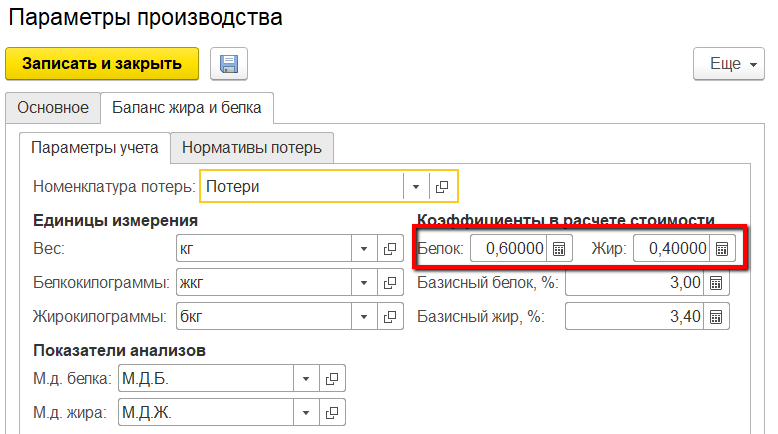 Параметры производства
Записать и закрыть Еще
Основное Баланс жира и белка
Параметры учета Нормативы потерь
Номенклатура потерь: Потери
Единицы измерения Коэффициенты в расчете стоимости
Вес: кг Белок: 0,60000 Жир: 0,40000
Белкокилограммы: жкг Базисный белок, %: 3,00
Жирокилограммы: бкг Базисный жир, %: 3,40
Показатели анализов
М.д. белка: М.Д.Б.
М.д. жира: М.Д.Ж.